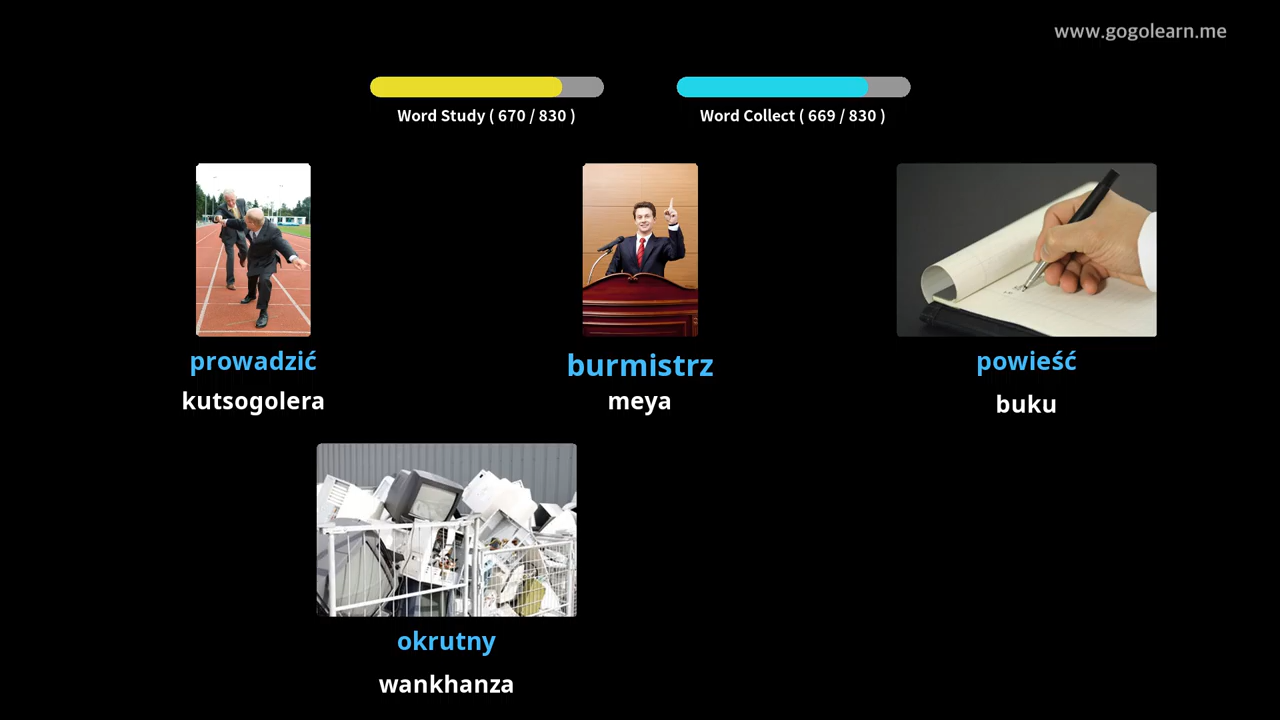 www.gogolearn.me
Word Study ( 670 / 830 )
Word Collect ( 669 / 830 )
prowadzić
kutsogolera
burmistrz
meya
powieść
buku
okrutny
wankhanza